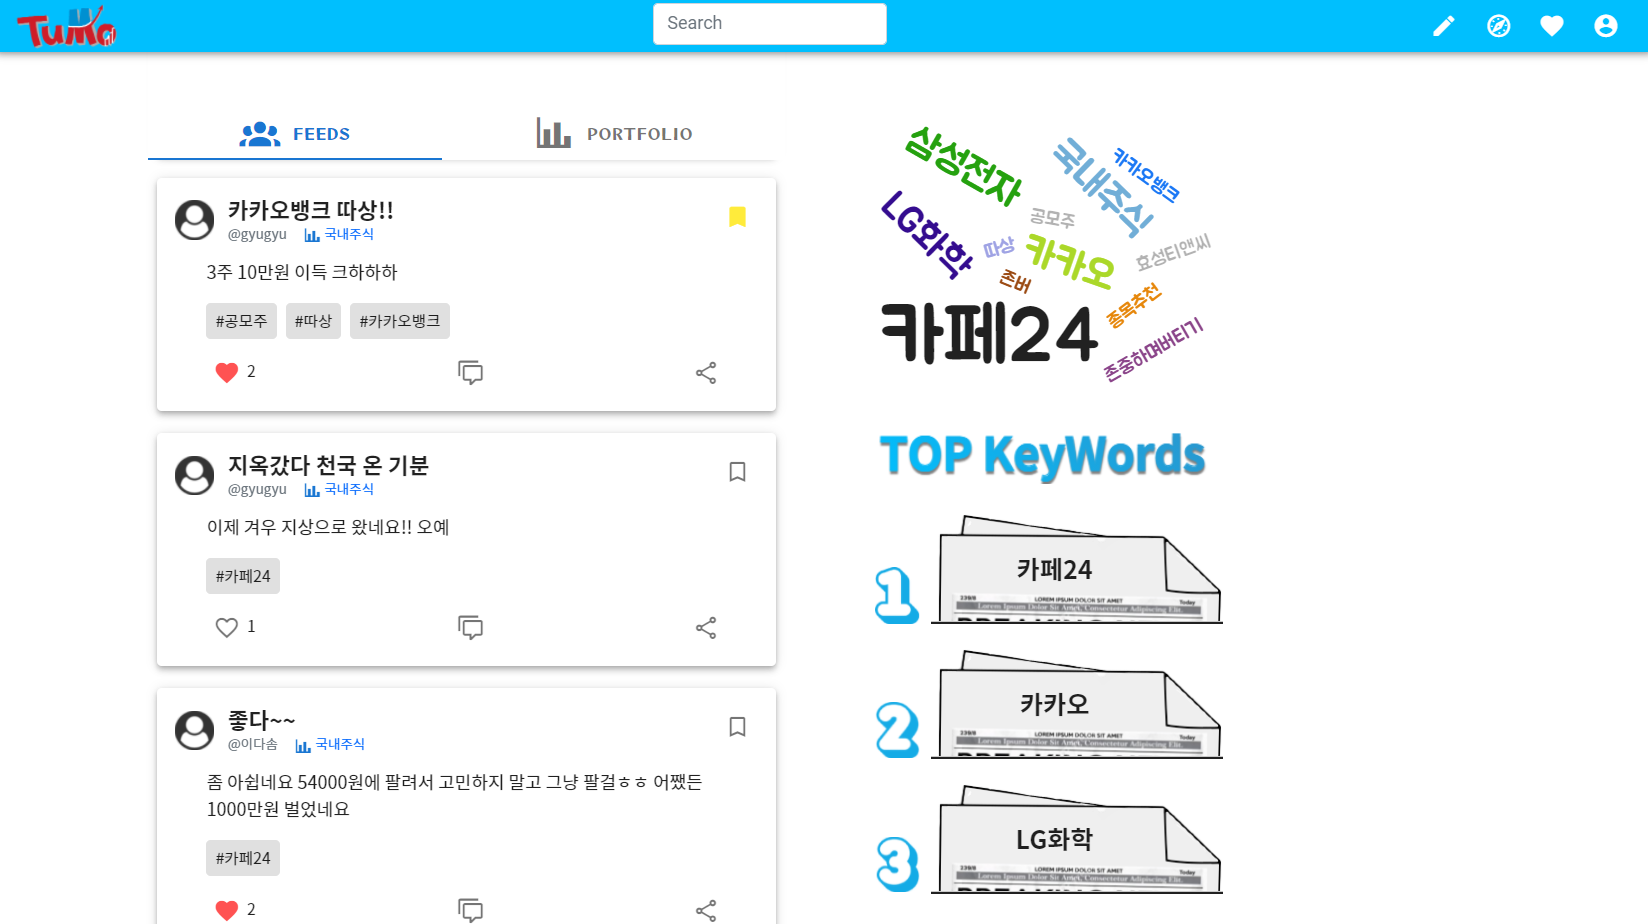 TuMa
Search
FEEDS
PORTFOLIO
카카오뱅크 따상!!
@gyugyu 국내주식
3주 10만원 이득 크하하하
#공모주 #따상 #카카오뱅크
2
지옥갔다 천국 온 기분
@gyugyu 국내주식
이제 겨우 지상으로 왔네요!! 오예
#카페24
1
좋다~~
@이다솜 국내주식
좀 아쉽네요 54000원에 팔려서 고민하지 말고 그냥 팔걸ㅎㅎ 어쨌든
1000만원 벌었네요
#카페24
2
삼성전자
국내주식
카카오뱅크
LG화학
공모주
따상
카카오
효성티앤씨
존버
종목추천
카페24
존중하며버티기
TOP KeyWords
1
카페24
LOREM IPSUM DOLOR SIT AMET
Today
Lorem Ipsum Dolor Sit Amet, Consectetur Adipiscing Elit.
2
카카오
LOREM IPSUM DOLOR SIT AMET
Today
Lorem Ipsum Dolor Sit Amet, Consectetur Adipiscing Elit.
3
LG화학
LOREM IPSUM DOLOR SIT AMET
Today
Lorem Ipsum Dolor Sit Amet, Consectetur Adipiscing Elit.